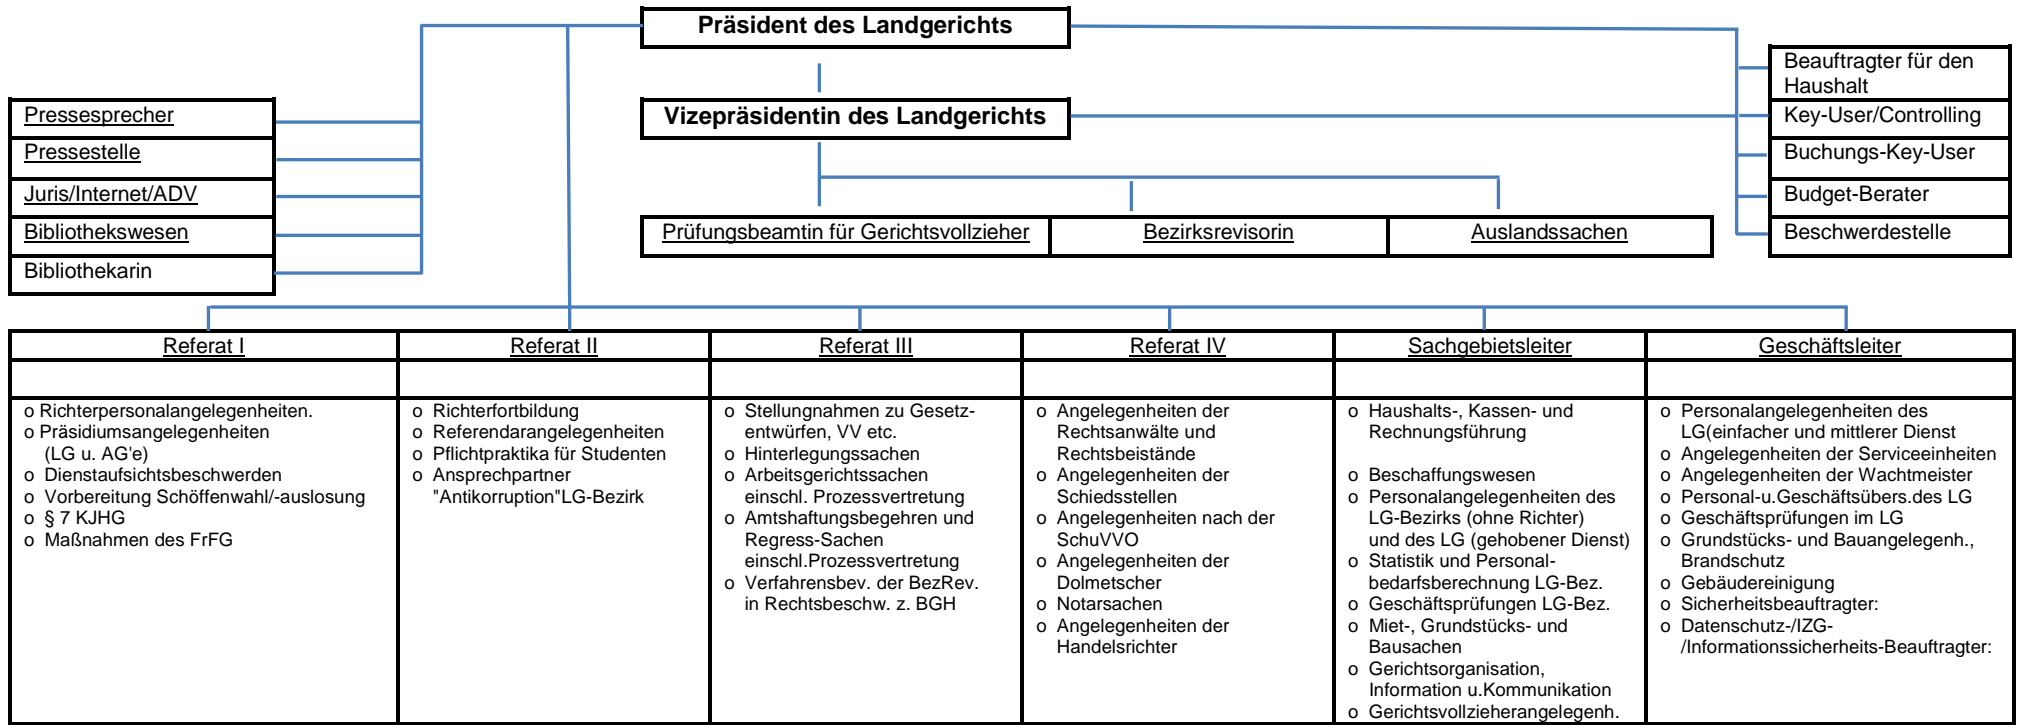 Präsident des Landgerichts
Vizepräsidentin des Landgerichts
Pressesprecher
Pressestelle
Juris/Internet/ADV
Bibliothekswesen
Bibliothekarin
Beauftragter für den
Haushalt
Key-User/Controlling
Buchungs-Key-User
Budget-Berater
Beschwerdestelle
Prüfungsbeamtin für Gerichtsvollzieher
Bezirksrevisorin
Auslandssachen
Referat I
o Richterpersonalangelegenheiten.
o Präsidiumsangelegenheiten
(LG u. AG'e)
o Dienstaufsichtsbeschwerden
o Vorbereitung Schöffenwahl/-auslosung
o § 7 KJHG
o Maßnahmen des FrFG
Referat II
o Richterfortbildung
o Referendarangelegenheiten
o Pflichtpraktika für Studenten
o Ansprechpartner
"Antikorruption"LG-Bezirk
Referat III
o Stellungnahmen zu Gesetz-
entwürfen, VV etc.
o Hinterlegungssachen
o Arbeitsgerichtssachen
einschl. Prozessvertretung
o Amtshaftungsbegehren und
Regress-Sachen
einschl.Prozessvertretung
o Verfahrensbev. der BezRev.
in Rechtsbeschw. z. BGH
Referat IV
o Angelegenheiten der
Rechtsanwälte und
Rechtsbeistände
o Angelegenheiten der
Schiedsstellen
o Angelegenheiten nach der
SchuVVO
o Angelegenheiten der
Dolmetscher
o Notarsachen
o Angelegenheiten der
Handelsrichter
Sachgebietsleiter
o Haushalts-, Kassen- und
Rechnungsführung
o Beschaffungswesen
o Personalangelegenheiten des
LG-Bezirks (ohne Richter)
und des LG (gehobener Dienst)
o Statistik und Personal-
bedarfsberechnung LG-Bez.
o Geschäftsprüfungen LG-Bez.
o Miet-, Grundstücks- und
Bausachen
o Gerichtsorganisation,
Information u.Kommunikation
o Gerichtsvollzieherangelegenh.
Geschäftsleiter
o Personalangelegenheiten des
LG(einfacher und mittlerer Dienst
o Angelegenheiten der Serviceeinheiten
o Angelegenheiten der Wachtmeister
o Personal-u.Geschäftsübers.des LG
o Geschäftsprüfungen im LG
o Grundstücks- und Bauangelegenh.,
Brandschutz
o Gebäudereinigung
o Sicherheitsbeauftragter:
o Datenschutz-/IZG-
/Informationssicherheits-Beauftragter: